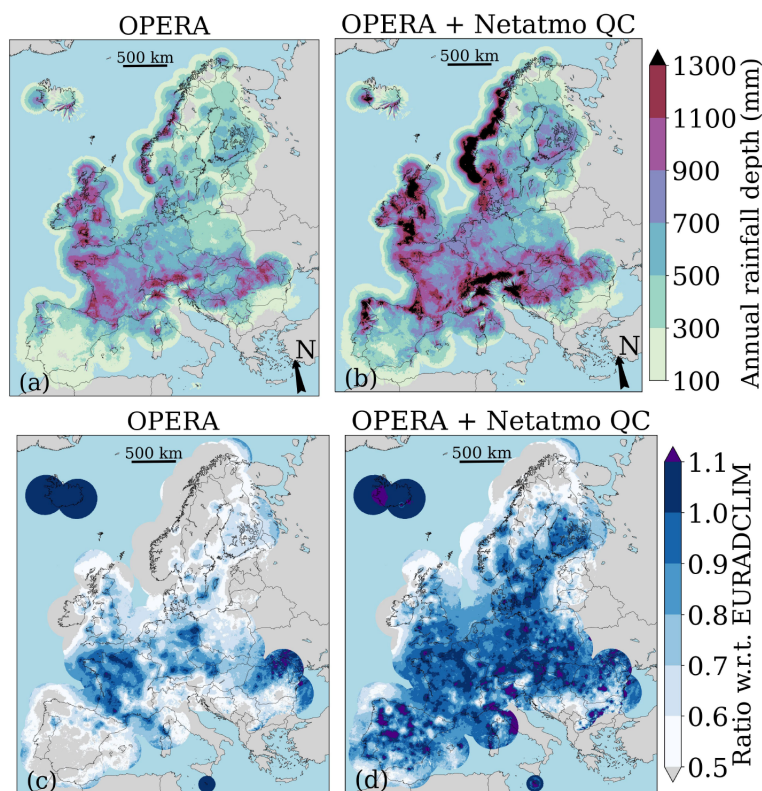 OPERA
OPERA + Netatmo QC
500 km
500 km
1300
1100
900
700
500
300
100
Annual rainfall depth (mm)
N
N
(a)
(b)
OPERA
OPERA + Netatmo QC
500 km
500 km
1.1
1.0
0.9
0.8
0.7
0.6
0.5
Ratio w.r.t. EURADCLIM
(c)
(d)